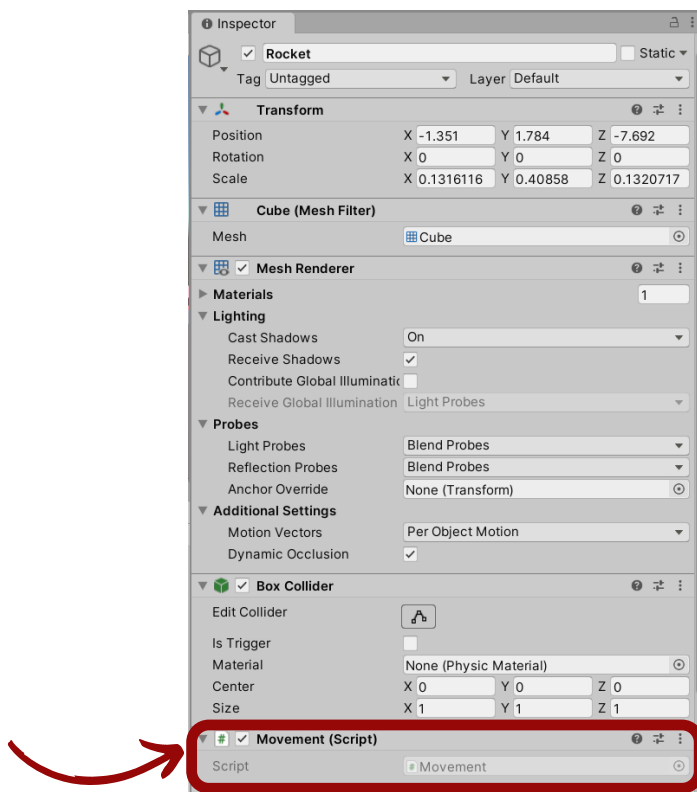 Inspector
Rocket Static
Tag Untagged Layer Default
Transform
Position X -1.351 Y 1.784 Z -7.692
Rotation X 0 Y 0 Z 0
Scale X 0.1316116 Y 0.40858 Z 0.1320717
Cube (Mesh Filter)
Mesh Cube
Mesh Renderer
Materials 1
Lighting
Cast Shadows On
Receive Shadows
Contribute Global Illuminatic
Receive Global Illumination Light Probes
Probes
Light Probes Blend Probes
Reflection Probes Blend Probes
Anchor Override None (Transform)
Additional Settings
Motion Vectors Per Object Motion
Dynamic Occlusion
Box Collider
Edit Collider
Is Trigger
Material None (Physic Material)
Center X 0 Y 0 Z 0
Size X 1 Y 1 Z 1
# Movement (Script)
Script # Movement